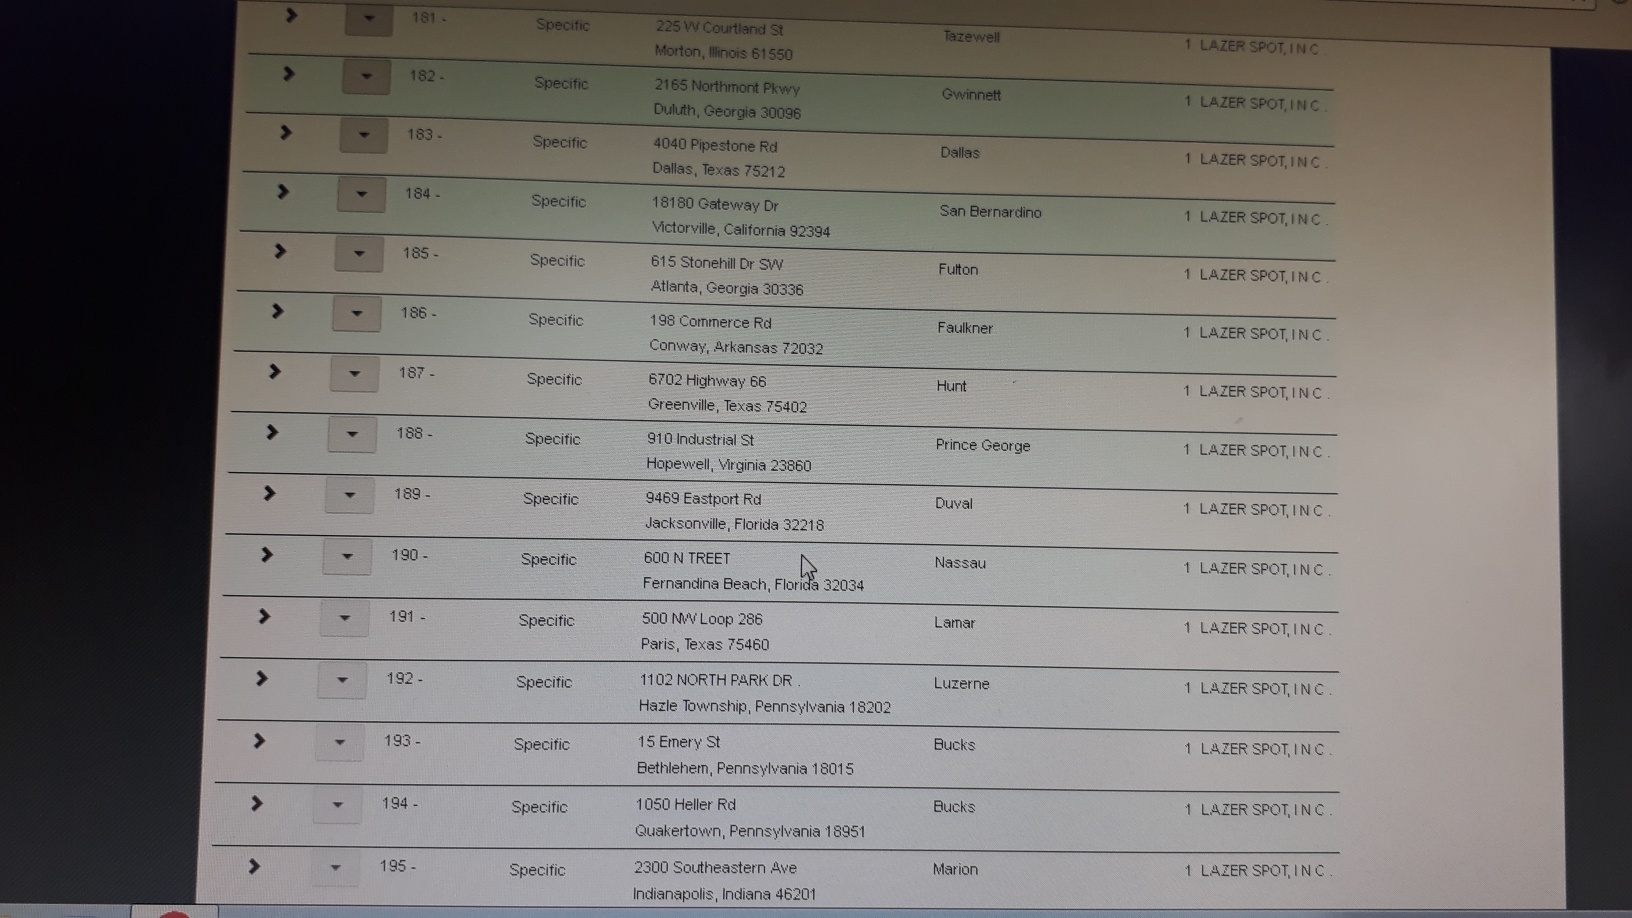 181 - Specific 225 W Courtland St Tazewell 1 LAZER SPOT, I N C .
Morton, Illinois 61550
182 - Specific 2165 Northmont Pkwy Gwinnett 1 LAZER SPOT, I N C .
Duluth, Georgia 30096
183 - Specific 4040 Pipestone Rd Dallas 1 LAZER SPOT, I N C .
Dallas, Texas 75212
184 - Specific 18180 Gateway Dr San Bernardino 1 LAZER SPOT, I N C .
Victorville, California 92394
185 - Specific 615 Stonehill Dr SW Fulton 1 LAZER SPOT, I N C .
Atlanta, Georgia 30336
186 - Specific 198 Commerce Rd Faulkner 1 LAZER SPOT, I N C .
Conway, Arkansas 72032
187 - Specific 6702 Highway 66 Hunt 1 LAZER SPOT, I N C .
Greenville, Texas 75402
188 - Specific 910 Industrial St Prince George 1 LAZER SPOT, I N C .
Hopewell, Virginia 23860
189 - Specific 9469 Eastport Rd Duval 1 LAZER SPOT, I N C .
Jacksonville, Florida 32218
190 - Specific 600 N TREET Nassau 1 LAZER SPOT, I N C .
Fernandina Beach, Florida 32034
191 - Specific 500 NW Loop 286 Lamar 1 LAZER SPOT, I N C .
Paris, Texas 75460
192 - Specific 1102 NORTH PARK DR . Luzerne 1 LAZER SPOT, I N C .
Hazle Township, Pennsylvania 18202
193 - Specific 15 Emery St Bucks 1 LAZER SPOT, I N C .
Bethlehem, Pennsylvania 18015
194 - Specific 1050 Heller Rd Bucks 1 LAZER SPOT, I N C .
Quakertown, Pennsylvania 18951
195 - Specific 2300 Southeastern Ave Marion 1 LAZER SPOT, I N C .
Indianapolis, Indiana 46201